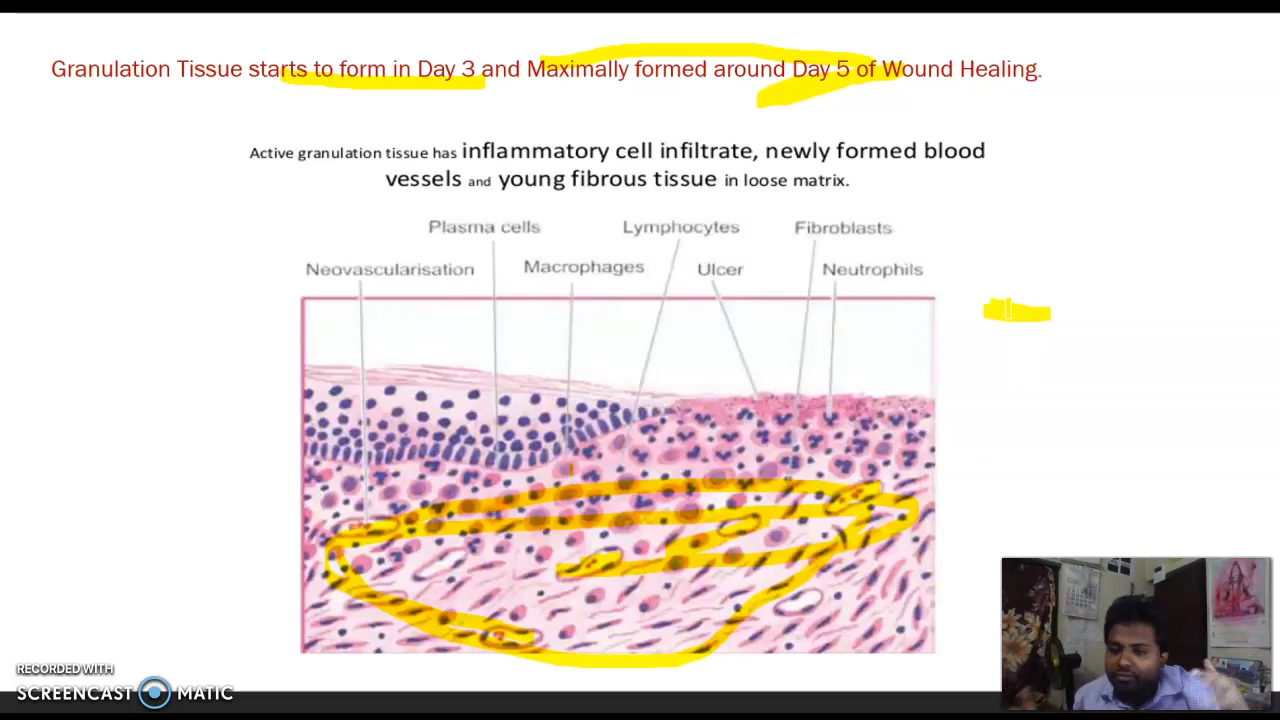 Granulation Tissue starts to form in Day 3 and Maximally formed around Day 5 of Wound Healing.
Active granulation tissue has inflammatory cell infiltrate, newly formed blood
vessels and young fibrous tissue in loose matrix.
Plasma cells Lymphocytes Fibroblasts
Neovascularisation Macrophages Ulcer Neutrophils
RECORDED WITH
SCREENCAST MATIC